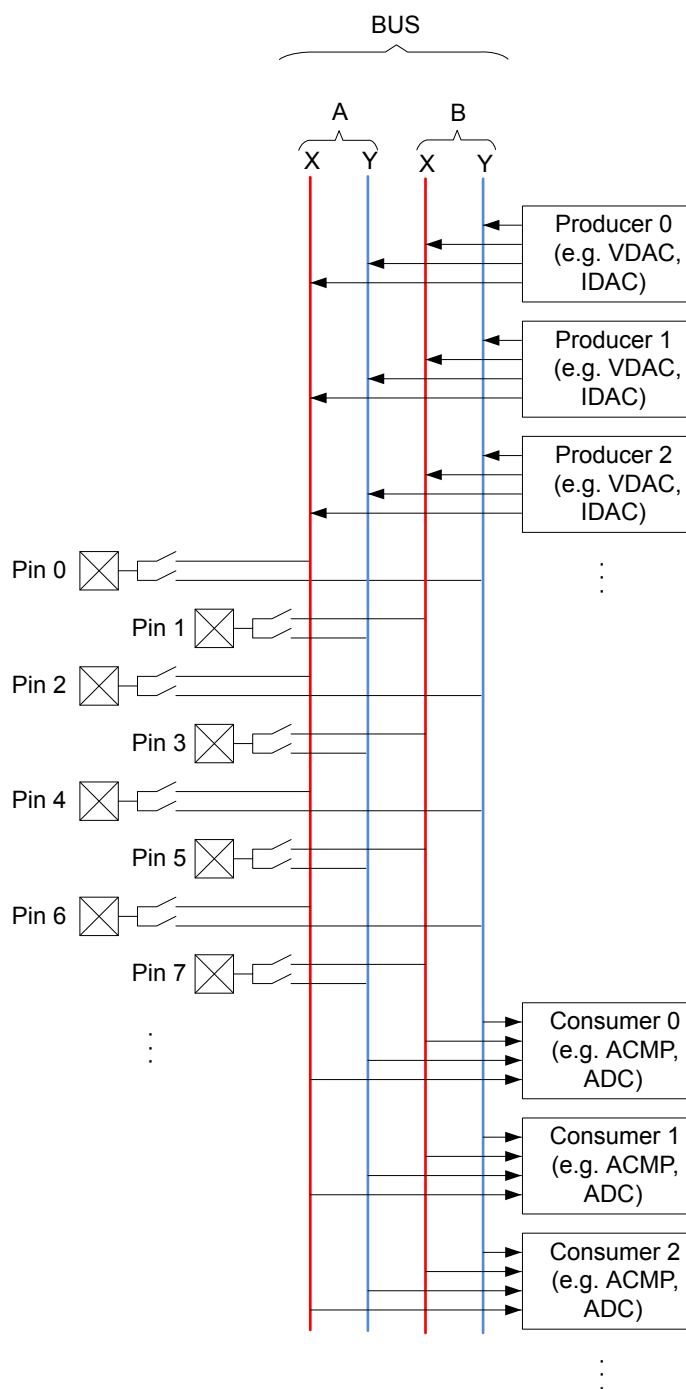 BUS
A B
X Y X Y
Producer 0
(e.g. VDAC,
IDAC)
Producer 1
(e.g. VDAC,
IDAC)
Producer 2
(e.g. VDAC,
IDAC)
Pin 0
Pin 1
Pin 2
Pin 3
Pin 4
Pin 5
Pin 6
Pin 7
Consumer 0
(e.g. ACMP,
ADC)
Consumer 1
(e.g. ACMP,
ADC)
Consumer 2
(e.g. ACMP,
ADC)